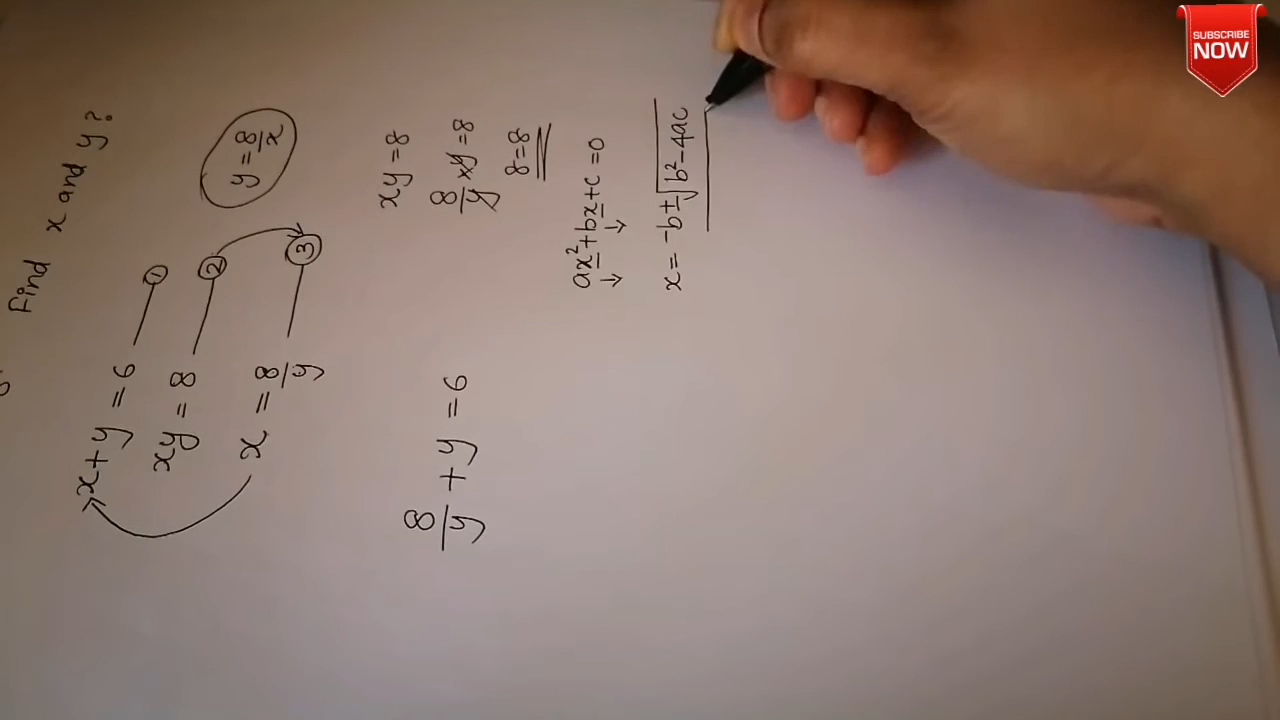 Find x and y?
x+y = 6 — ①
xy = 8 — ②
x = 8/y — ③
y = 8/x
8/y + y = 6
xy = 8
8/y × y = 8
8 = 8
ax²+bx+c=0
x = -b±√b²-4ac
SUBSCRIBE
NOW